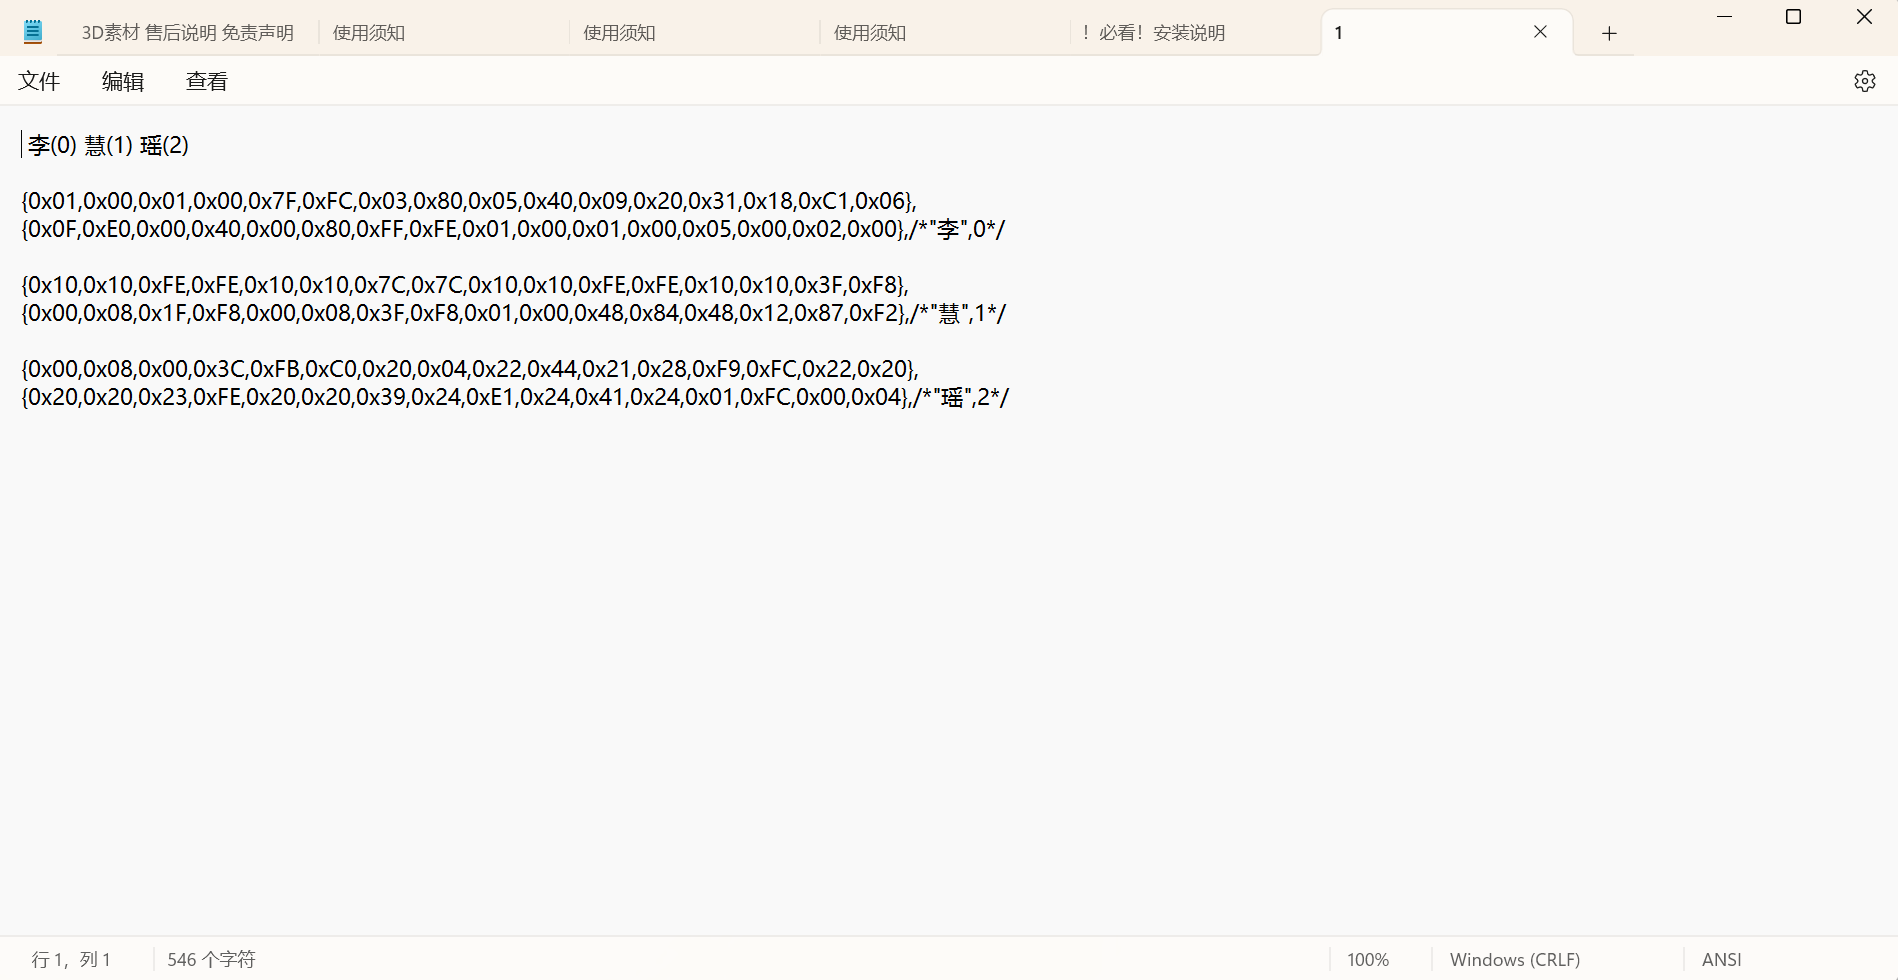 3D素材 售后说明 免责声明 使用须知 使用须知 使用须知 ！必看！安装说明 1
文件 编辑 查看
李(0) 慧(1) 瑶(2)
{0x01,0x00,0x01,0x00,0x7F,0xFC,0x03,0x80,0x05,0x40,0x09,0x20,0x31,0x18,0xC1,0x06},
{0x0F,0xE0,0x00,0x40,0x00,0x80,0xFF,0xFE,0x01,0x00,0x01,0x00,0x05,0x00,0x02,0x00},/*"李",0*/
{0x10,0x10,0xFE,0xFE,0x10,0x10,0x7C,0x7C,0x10,0x10,0xFE,0xFE,0x10,0x10,0x3F,0xF8},
{0x00,0x08,0x1F,0xF8,0x00,0x08,0x3F,0xF8,0x01,0x00,0x48,0x84,0x48,0x12,0x87,0xF2},/*"慧",1*/
{0x00,0x08,0x00,0x3C,0xFB,0xC0,0x20,0x04,0x22,0x44,0x21,0x28,0xF9,0xFC,0x22,0x20},
{0x20,0x20,0x23,0xFE,0x20,0x20,0x39,0x24,0xE1,0x24,0x41,0x24,0x01,0xFC,0x00,0x04},/*"瑶",2*/
行 1，列 1 546 个字符 100% Windows (CRLF) ANSI